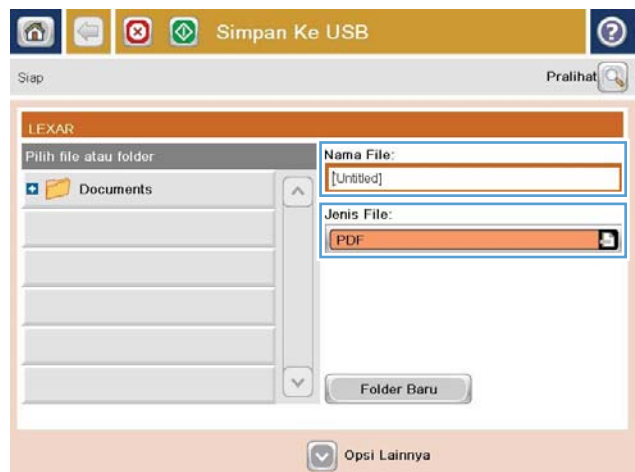 Simpan Ke USB
?
Siap
Pralihat
LEXAR
Pilih file atau folder
Documents
Nama File:
[Untitled]
Jenis File:
PDF
Folder Baru
Opsi Lainnya